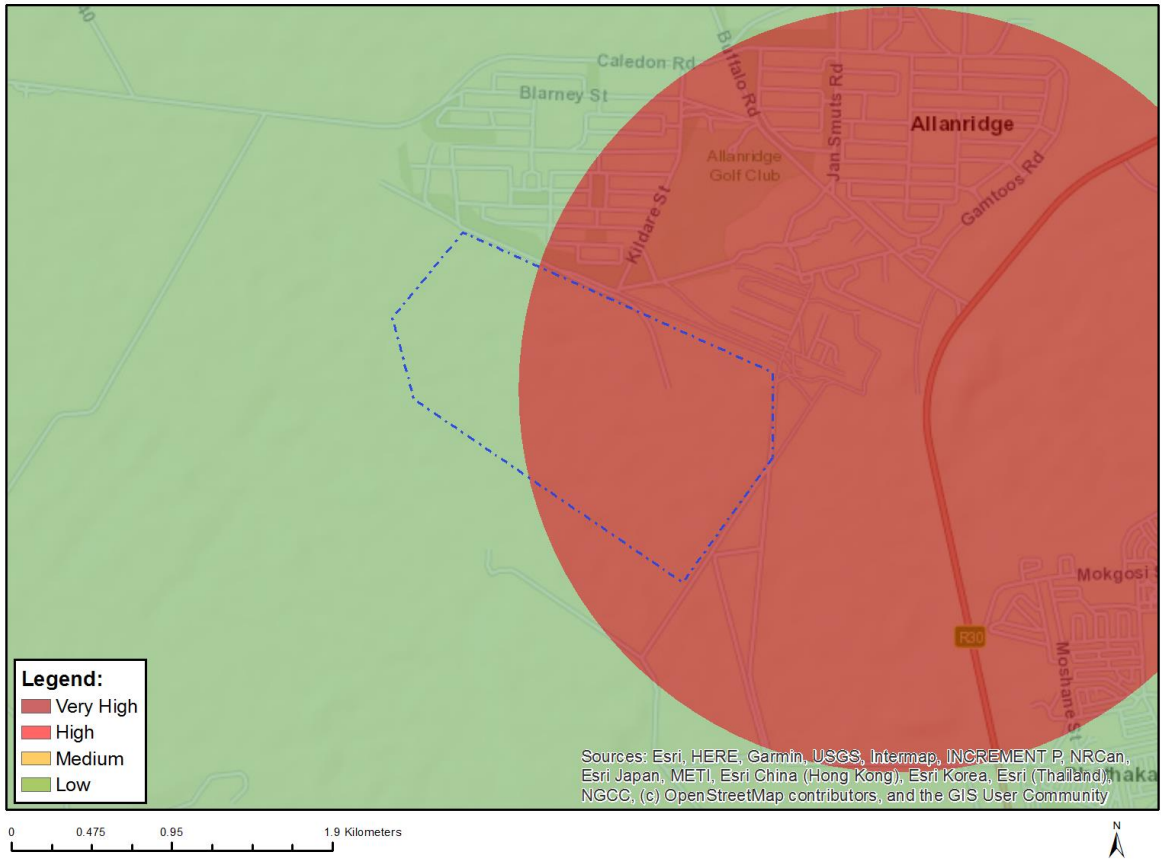 40
Caledon Rd
Buffalo Rd
Blarney St
Jan Smuts Rd
Allanridge
Allanridge
Golf Club
Gamtoos Rd
Kildare St
Mokgosi S
R30
Moshane St
Legend:
Very High
High
Medium
Low
Sources: Esri, HERE, Garmin, USGS, Intermap, INCREMENT P, NRCan,
Esri Japan, METI, Esri China (Hong Kong), Esri Korea, Esri (Thailand),
NGCC, (c) OpenStreetMap contributors, and the GIS User Community
0 0.475 0.95 1.9 Kilometers
N